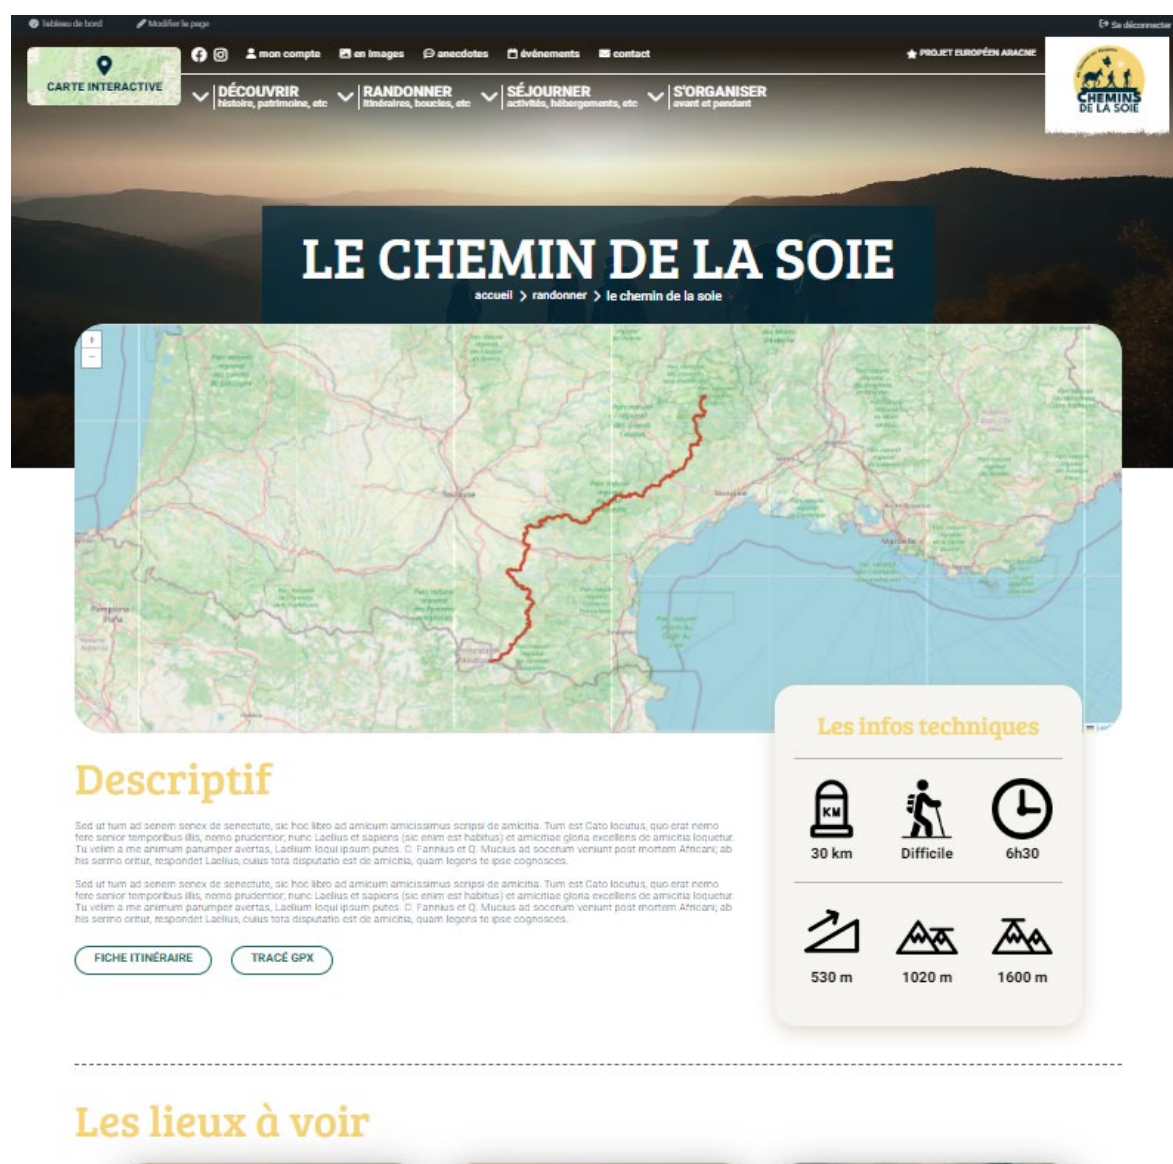 Tableau de bord
Modifier la page
Se déconnecter
CARTE INTERACTIVE
mon compte
en images
anecdotes
événements
contact
PROJET EUROPÉEN ARACNE
DÉCOUVRIR
histoire, patrimoine, etc
RANDONNER
itinéraires, boucles, etc
SÉJOURNER
activités, hébergements, etc
S'ORGANISER
avant et pendant
CHEMINS
DE LA SOIE
LE CHEMIN DE LA SOIE
accueil > randonner > le chemin de la soie
+
−
Toulouse
Marseille
Les infos techniques
KM
30 km
Difficile
6h30
530 m
1020 m
1600 m
Descriptif
Sed ut tum ad senem senex de senectute, sic hoc libro ad amicum amicissimus scripsi de amicitia. Tum est Cato locutus, quo erat nemo
fere senior temporibus illis, nemo prudentior; nunc Laelius et sapiens (sic enim est habitus) et amicitiae gloria excellens de amicitia loquetur.
Tu velim a me animum parumper avertas, Laelium loqui ipsum putes. C. Fannius et Q. Mucius ad socerum veniunt post mortem Africani; ab
his sermo oritur, respondet Laelius, cuius tota disputatio est de amicitia, quam legens te ipse cognosces.
Sed ut tum ad senem senex de senectute, sic hoc libro ad amicum amicissimus scripsi de amicitia. Tum est Cato locutus, quo erat nemo
fere senior temporibus illis, nemo prudentior; nunc Laelius et sapiens (sic enim est habitus) et amicitiae gloria excellens de amicitia loquetur.
Tu velim a me animum parumper avertas, Laelium loqui ipsum putes. C. Fannius et Q. Mucius ad socerum veniunt post mortem Africani; ab
his sermo oritur, respondet Laelius, cuius tota disputatio est de amicitia, quam legens te ipse cognosces.
FICHE ITINÉRAIRE
TRACÉ GPX
Les lieux à voir